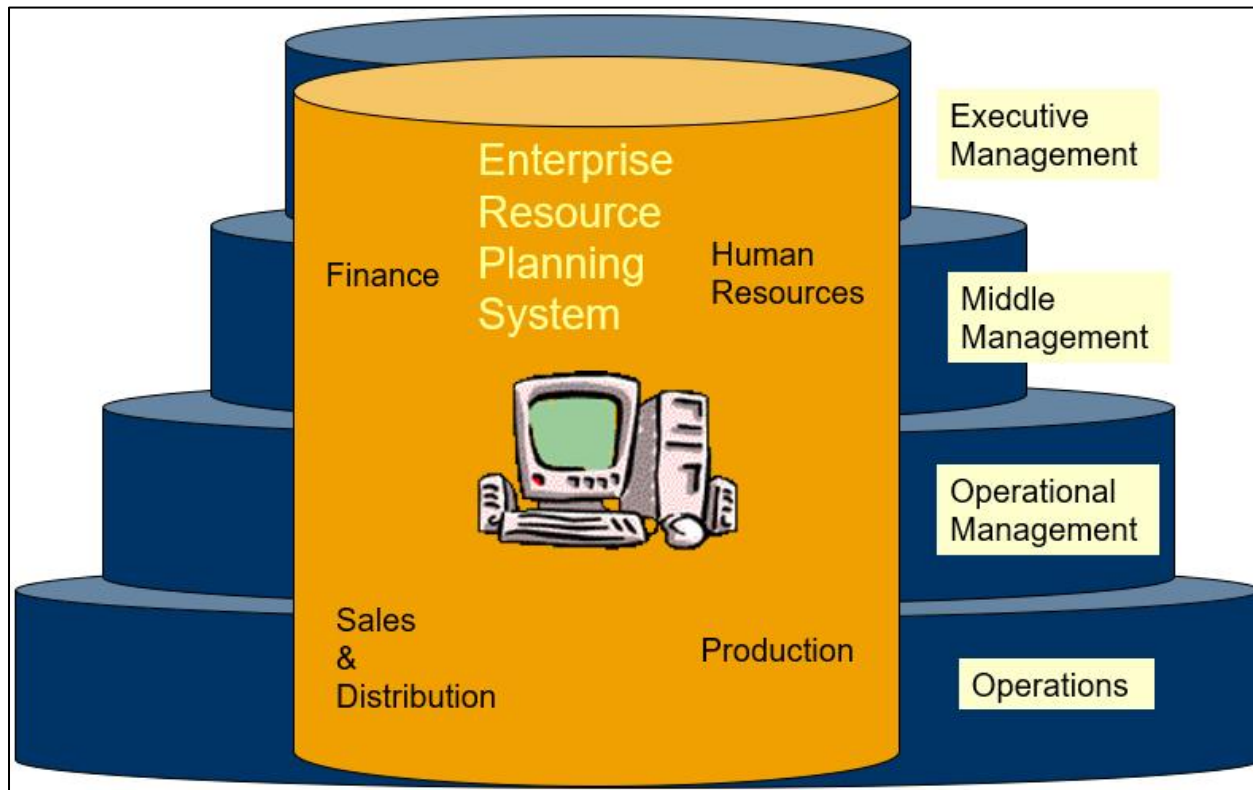 Enterprise
Resource
Planning
System
Finance
Human
Resources
Sales
&
Distribution
Production
Executive
Management
Middle
Management
Operational
Management
Operations